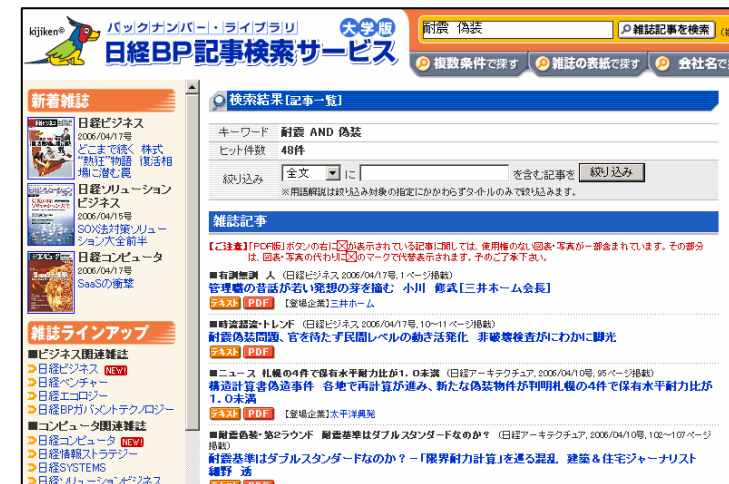 kijiken®
バックナンバー・ライブラリ
大学版
日経BP記事検索サービス
耐震 偽装
雑誌記事を検索
複数条件で探す
雑誌の表紙で探す
会社名で
新着雑誌
日経ビジネス
2006/04/17号
どこまで続く 株式
“熱狂”物語 復活相
場に潜む罠
日経ソリューション
ビジネス
2006/04/15号
SOX法対策ソリュー
ション大全前半
日経コンピュータ
2006/04/17号
SaaSの衝撃
雑誌ラインアップ
■ビジネス関連雑誌
日経ビジネス NEW!
日経ベンチャー
日経エコロジー
日経BPガバメントテクノロジー
■コンピュータ関連雑誌
日経コンピュータ NEW!
日経情報ストラテジー
日経SYSTEMS
日経ソリューションビジネス
検索結果[記事一覧]
キーワード 耐震 AND 偽装
ヒット件数 48件
絞り込み 全文 に を含む記事を 絞り込み
※用語解説は絞り込み対象の指定にかかわらずタイトルのみで絞り込みます。
雑誌記事
【ご注意】「PDF版」ボタンの右に☒が表示されている記事に関しては、使用権のない図表・写真が一部含まれています。その部分
は、図表・写真の代わりに☒のマークで代替表示されます。予めご了承下さい。
■有訓無訓 人 （日経ビジネス 2006/04/17号, 1ページ掲載）
管理職の昔話が若い発想の芽を摘む 小川 修武[三井ホーム会長]
テキスト PDF 【登場企業】三井ホーム
■時流超流・トレンド （日経ビジネス 2006/04/17号, 10〜11ページ掲載）
耐震偽装問題、官を待たず民間レベルの動き活発化 非破壊検査がにわかに脚光
テキスト PDF
■ニュース 札幌の4件で保有水平耐力比が1．0未満 （日経アーキテクチュア, 2006/04/10号, 95ページ掲載）
構造計算書偽造事件 各地で再計算が進み、新たな偽装物件が判明札幌の4件で保有水平耐力比が
1．0未満
テキスト PDF 【登場企業】太平洋興発
■耐震偽装・第2ラウンド 耐震基準はダブルスタンダードなのか？ （日経アーキテクチュア, 2006/04/10号, 102〜107ページ
掲載）
耐震基準はダブルスタンダードなのか？－「限界耐力計算」を巡る混乱 建築＆住宅ジャーナリスト
細野 透
テキスト PDF